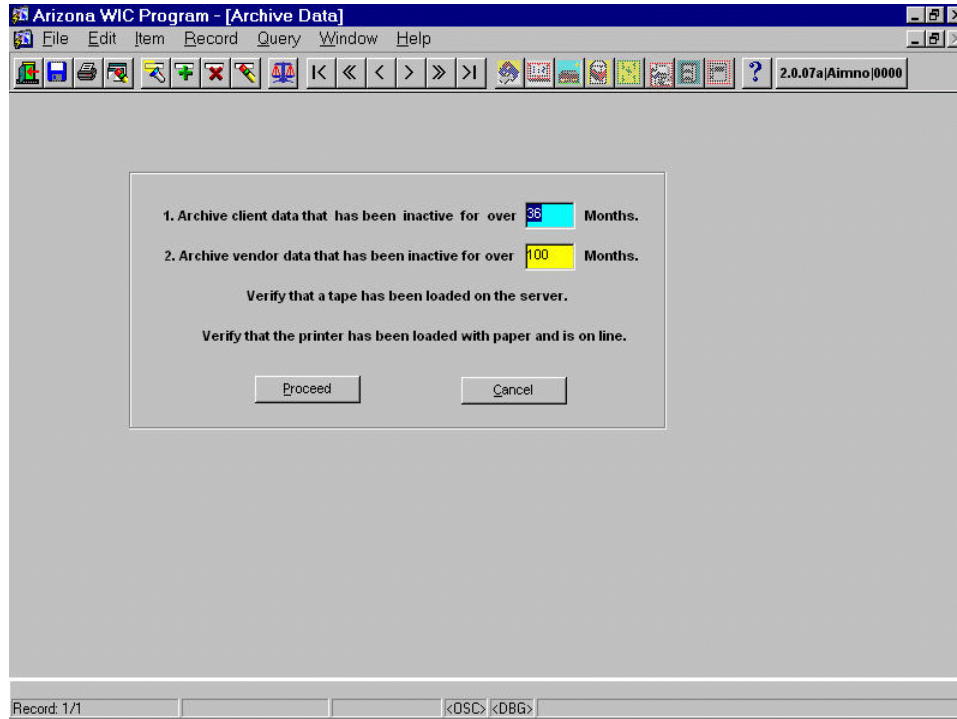 Arizona WIC Program - [Archive Data]
File Edit Item Record Query Window Help
2.0.07a|Aimno|0000
1. Archive client data that has been inactive for over 36 Months.
2. Archive vendor data that has been inactive for over 100 Months.
Verify that a tape has been loaded on the server.
Verify that the printer has been loaded with paper and is on line.
Proceed Cancel
Record: 1/1 <OSC> <DBG>